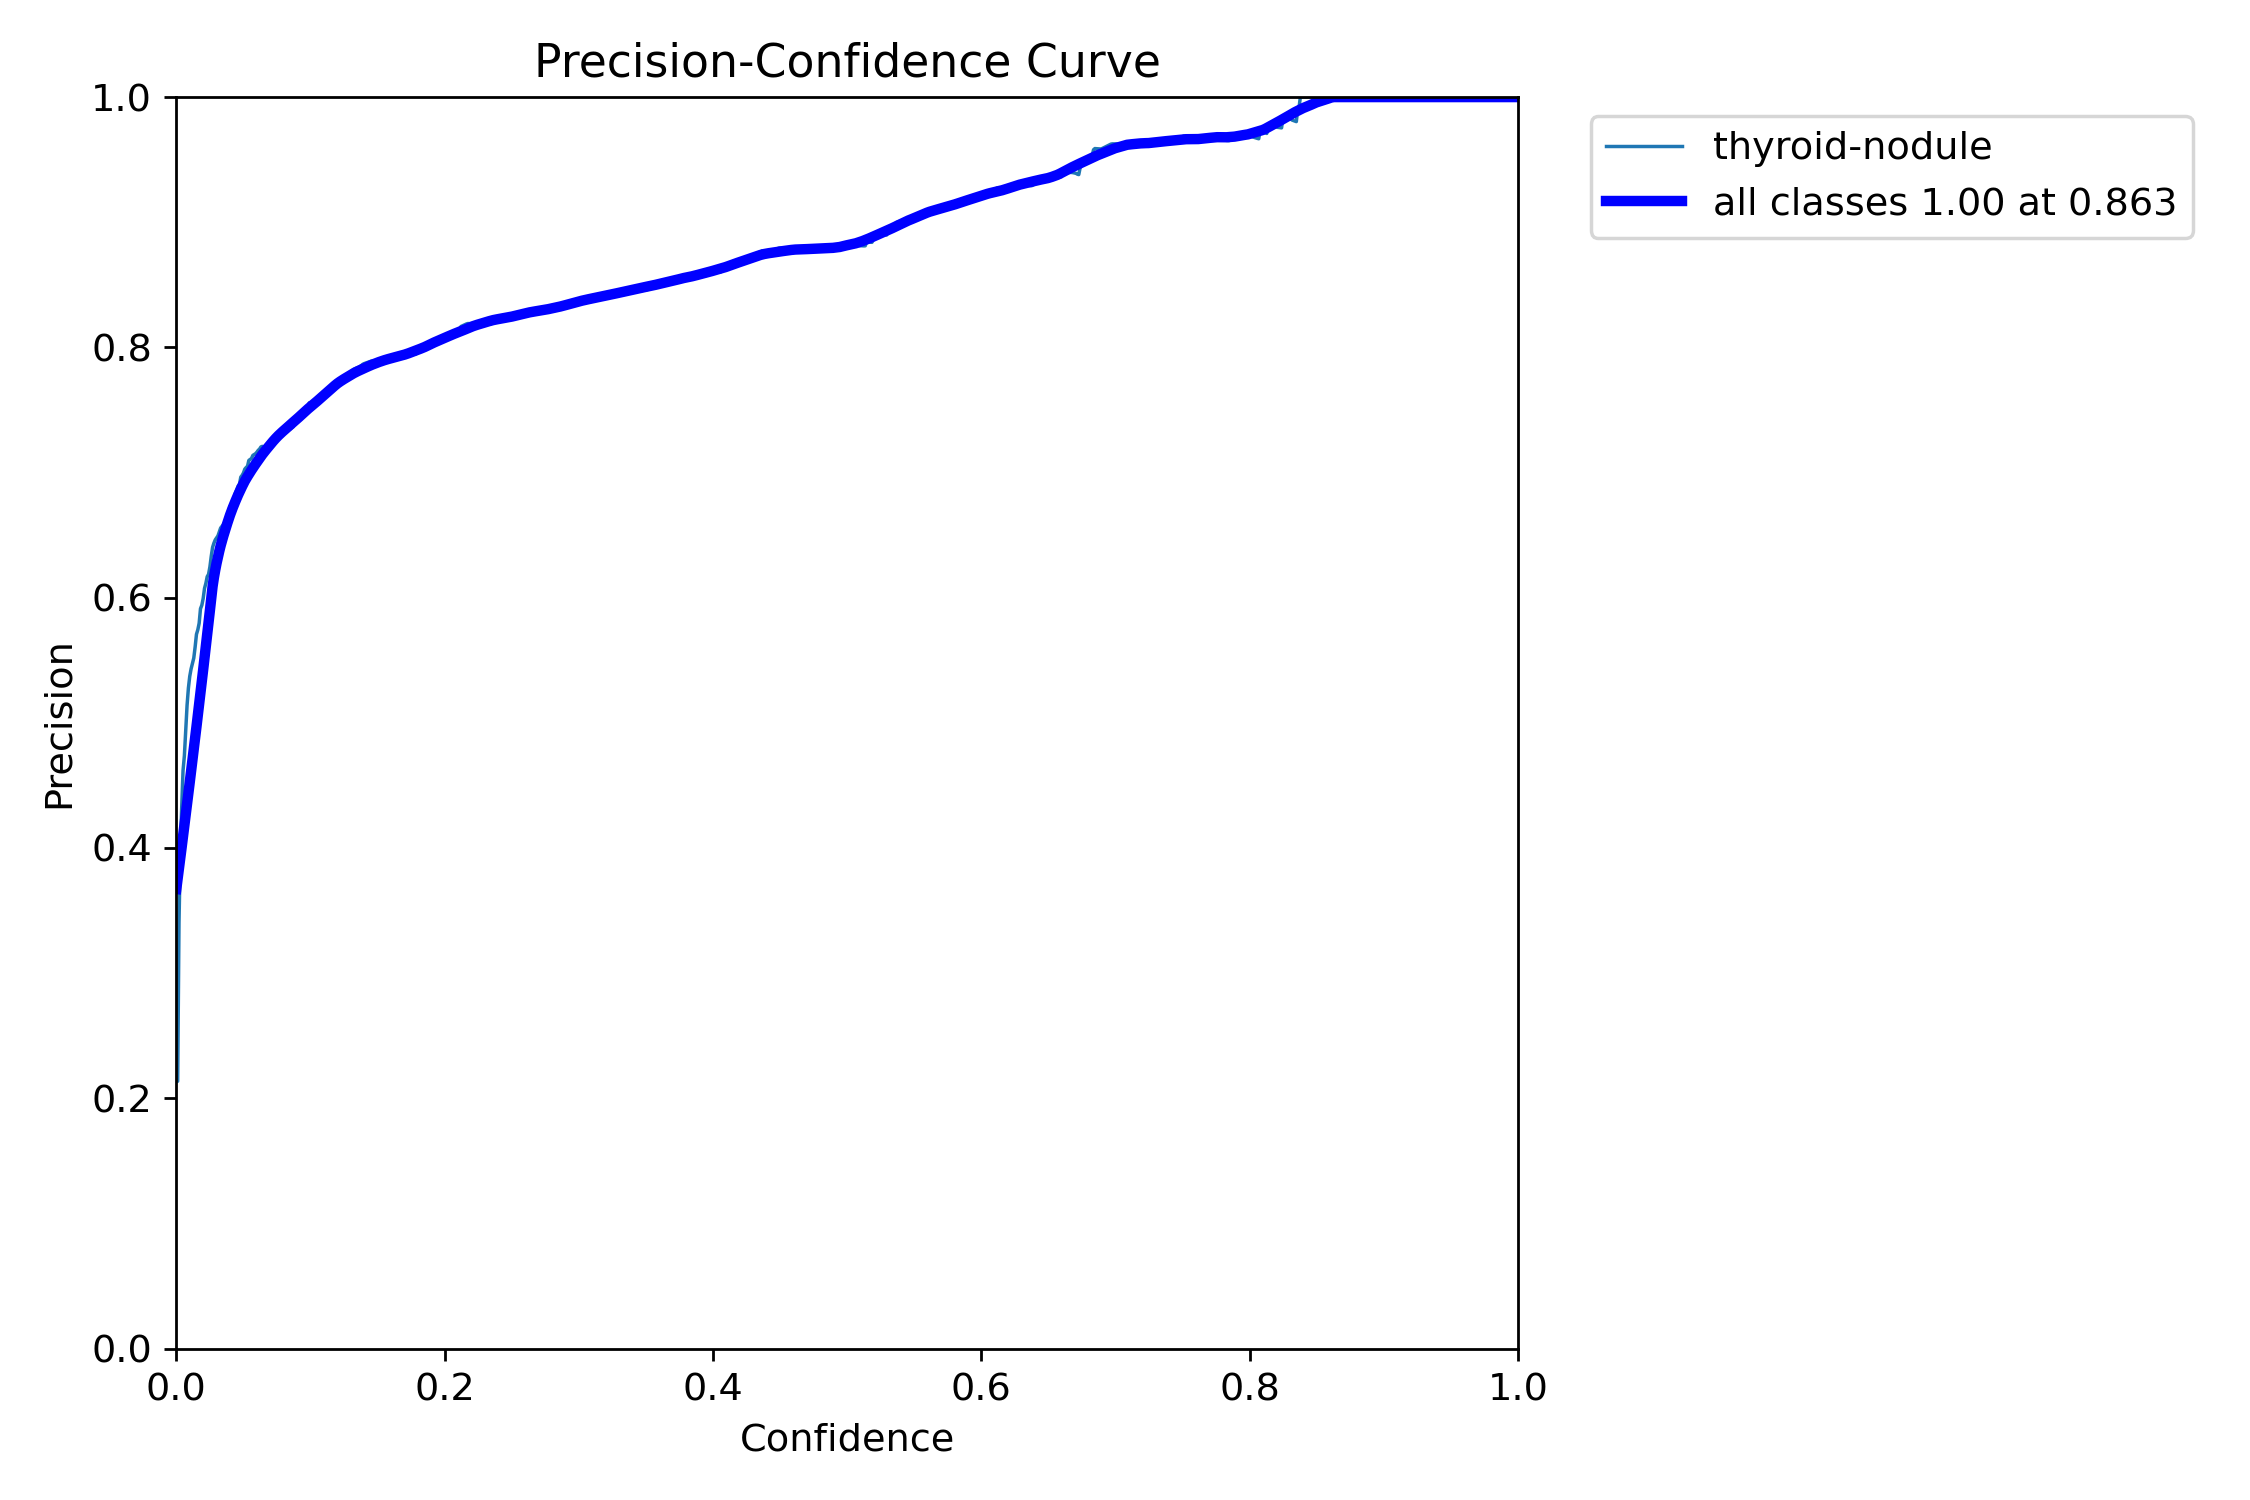 Precision-Confidence Curve
1.0
0.8
0.6
0.4
0.2
0.0
Precision
0.0 0.2 0.4 0.6 0.8 1.0
Confidence
thyroid-nodule
all classes 1.00 at 0.863